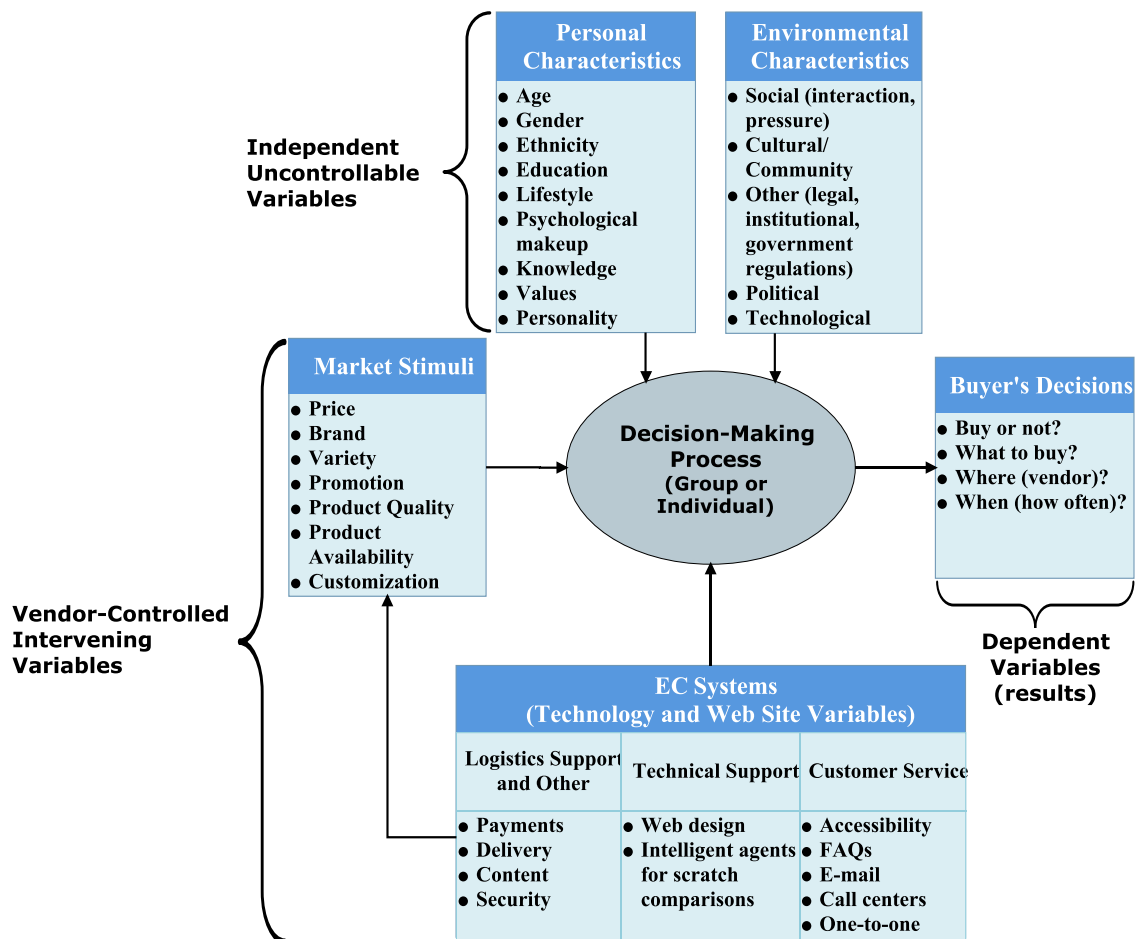 Personal
Characteristics
● Age
● Gender
● Ethnicity
● Education
● Lifestyle
● Psychological
makeup
● Knowledge
● Values
● Personality
Environmental
Characteristics
● Social (interaction,
pressure)
● Cultural/
Community
● Other (legal,
institutional,
government
regulations)
● Political
● Technological
Independent
Uncontrollable
Variables
Market Stimuli
● Price
● Brand
● Variety
● Promotion
● Product Quality
● Product
Availability
● Customization
Decision-Making
Process
(Group or
Individual)
Buyer's Decisions
● Buy or not?
● What to buy?
● Where (vendor)?
● When (how often)?
Vendor-Controlled
Intervening
Variables
Dependent
Variables
(results)
EC Systems
(Technology and Web Site Variables)
Logistics Support
and Other
● Payments
● Delivery
● Content
● Security
Technical Support
● Web design
● Intelligent agents
for scratch
comparisons
Customer Service
● Accessibility
● FAQs
● E-mail
● Call centers
● One-to-one